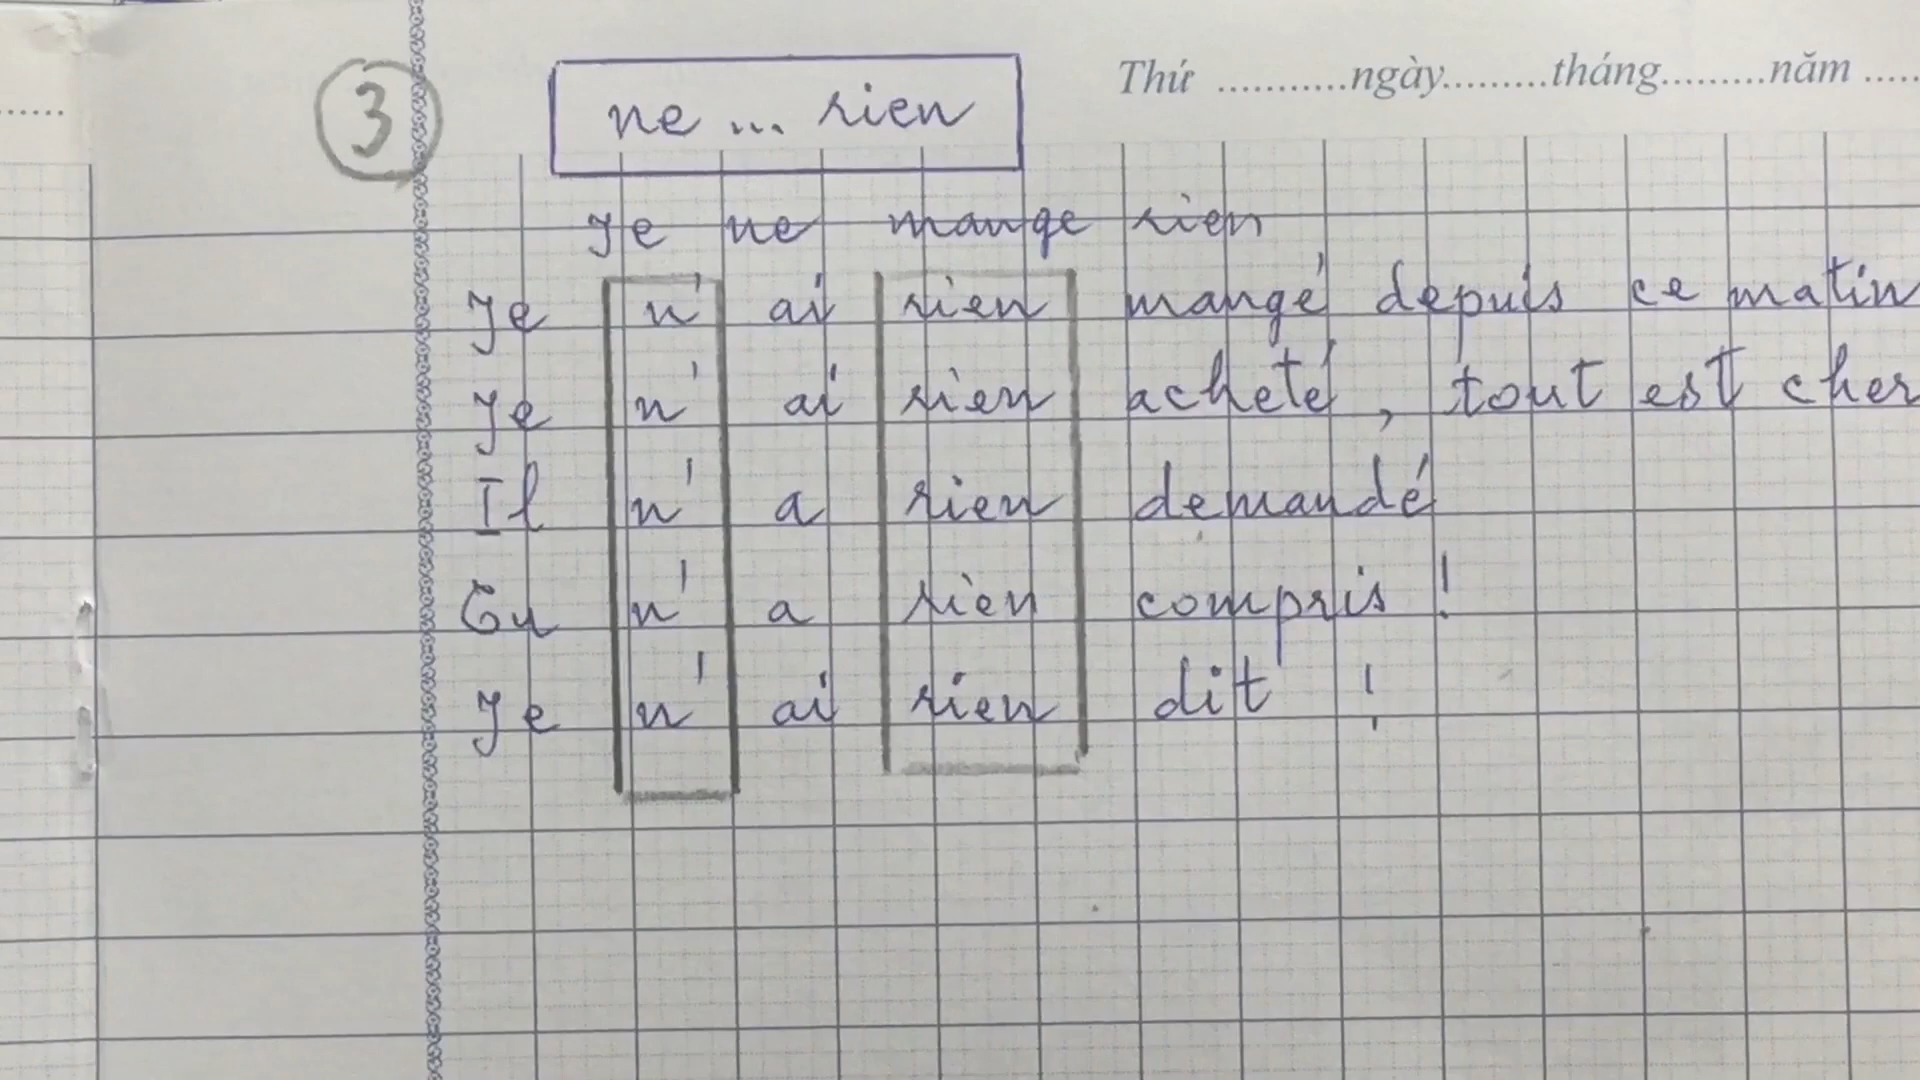 Thứ ...........ngày.........tháng.........năm .....
3
ne ... rien
Je ne mange rien
Je n' ai rien mangé depuis ce matin
Je n' ai rien acheté, tout est cher
Il n' a rien demandé
Tu n' a rien compris !
Je n' ai rien dit !